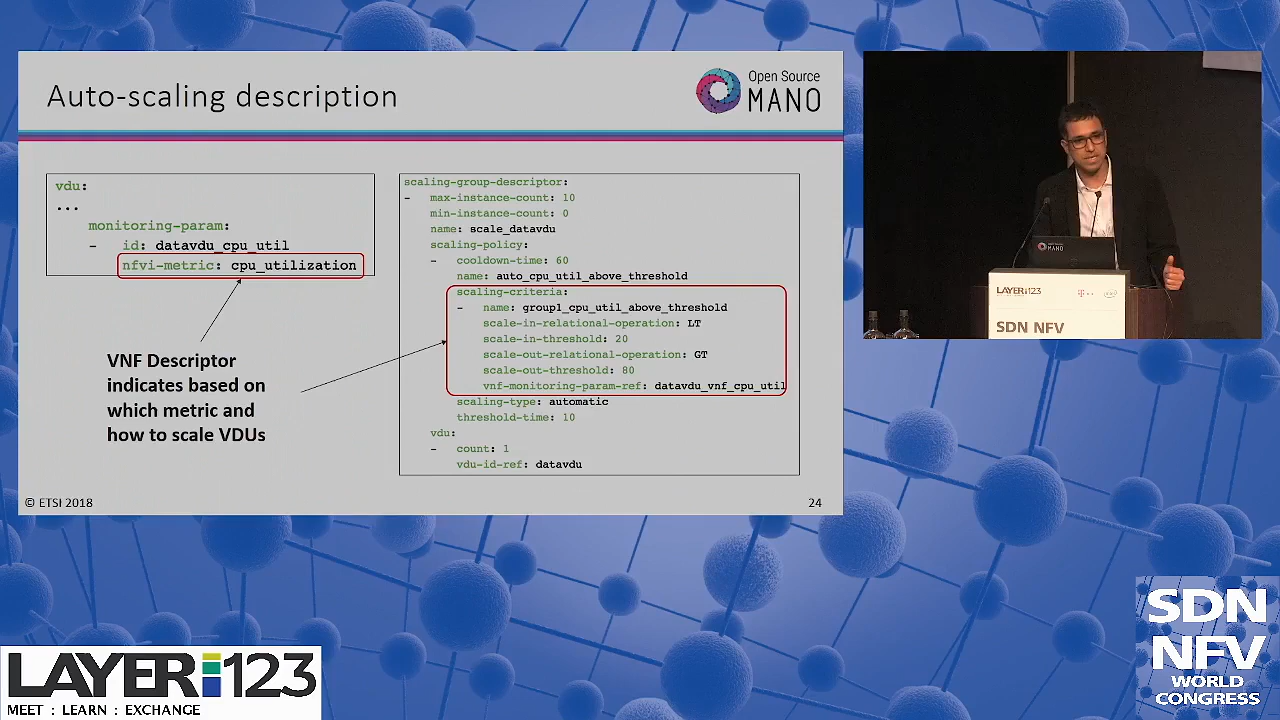 Auto-scaling description
Open Source
MANO
vdu:
...
monitoring-param:
- id: datavdu_cpu_util
nfvi-metric: cpu_utilization
VNF Descriptor
indicates based on
which metric and
how to scale VDUs
scaling-group-descriptor:
- max-instance-count: 10
min-instance-count: 0
name: scale_datavdu
scaling-policy:
- cooldown-time: 60
name: auto_cpu_util_above_threshold
scaling-criteria:
- name: group1_cpu_util_above_threshold
scale-in-relational-operation: LT
scale-in-threshold: 20
scale-out-relational-operation: GT
scale-out-threshold: 80
vnf-monitoring-param-ref: datavdu_vnf_cpu_util
scaling-type: automatic
threshold-time: 10
vdu:
- count: 1
vdu-id-ref: datavdu
© ETSI 2018
24
MANO
LAYER123
SDN NFV
LAYER123
MEET : LEARN : EXCHANGE
SDN
NFV
WORLD
CONGRESS